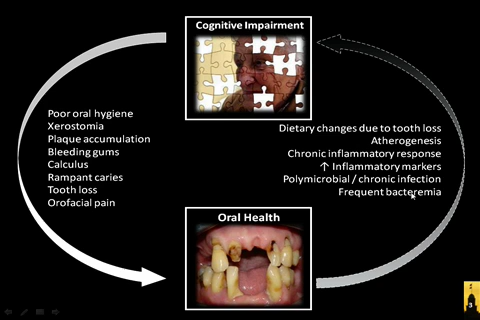 Cognitive Impairment
Poor oral hygiene
Xerostomia
Plaque accumulation
Bleeding gums
Calculus
Rampant caries
Tooth loss
Orofacial pain
Dietary changes due to tooth loss
Atherogenesis
Chronic inflammatory response
↑ Inflammatory markers
Polymicrobial / chronic infection
Frequent bacteremia
Oral Health
3